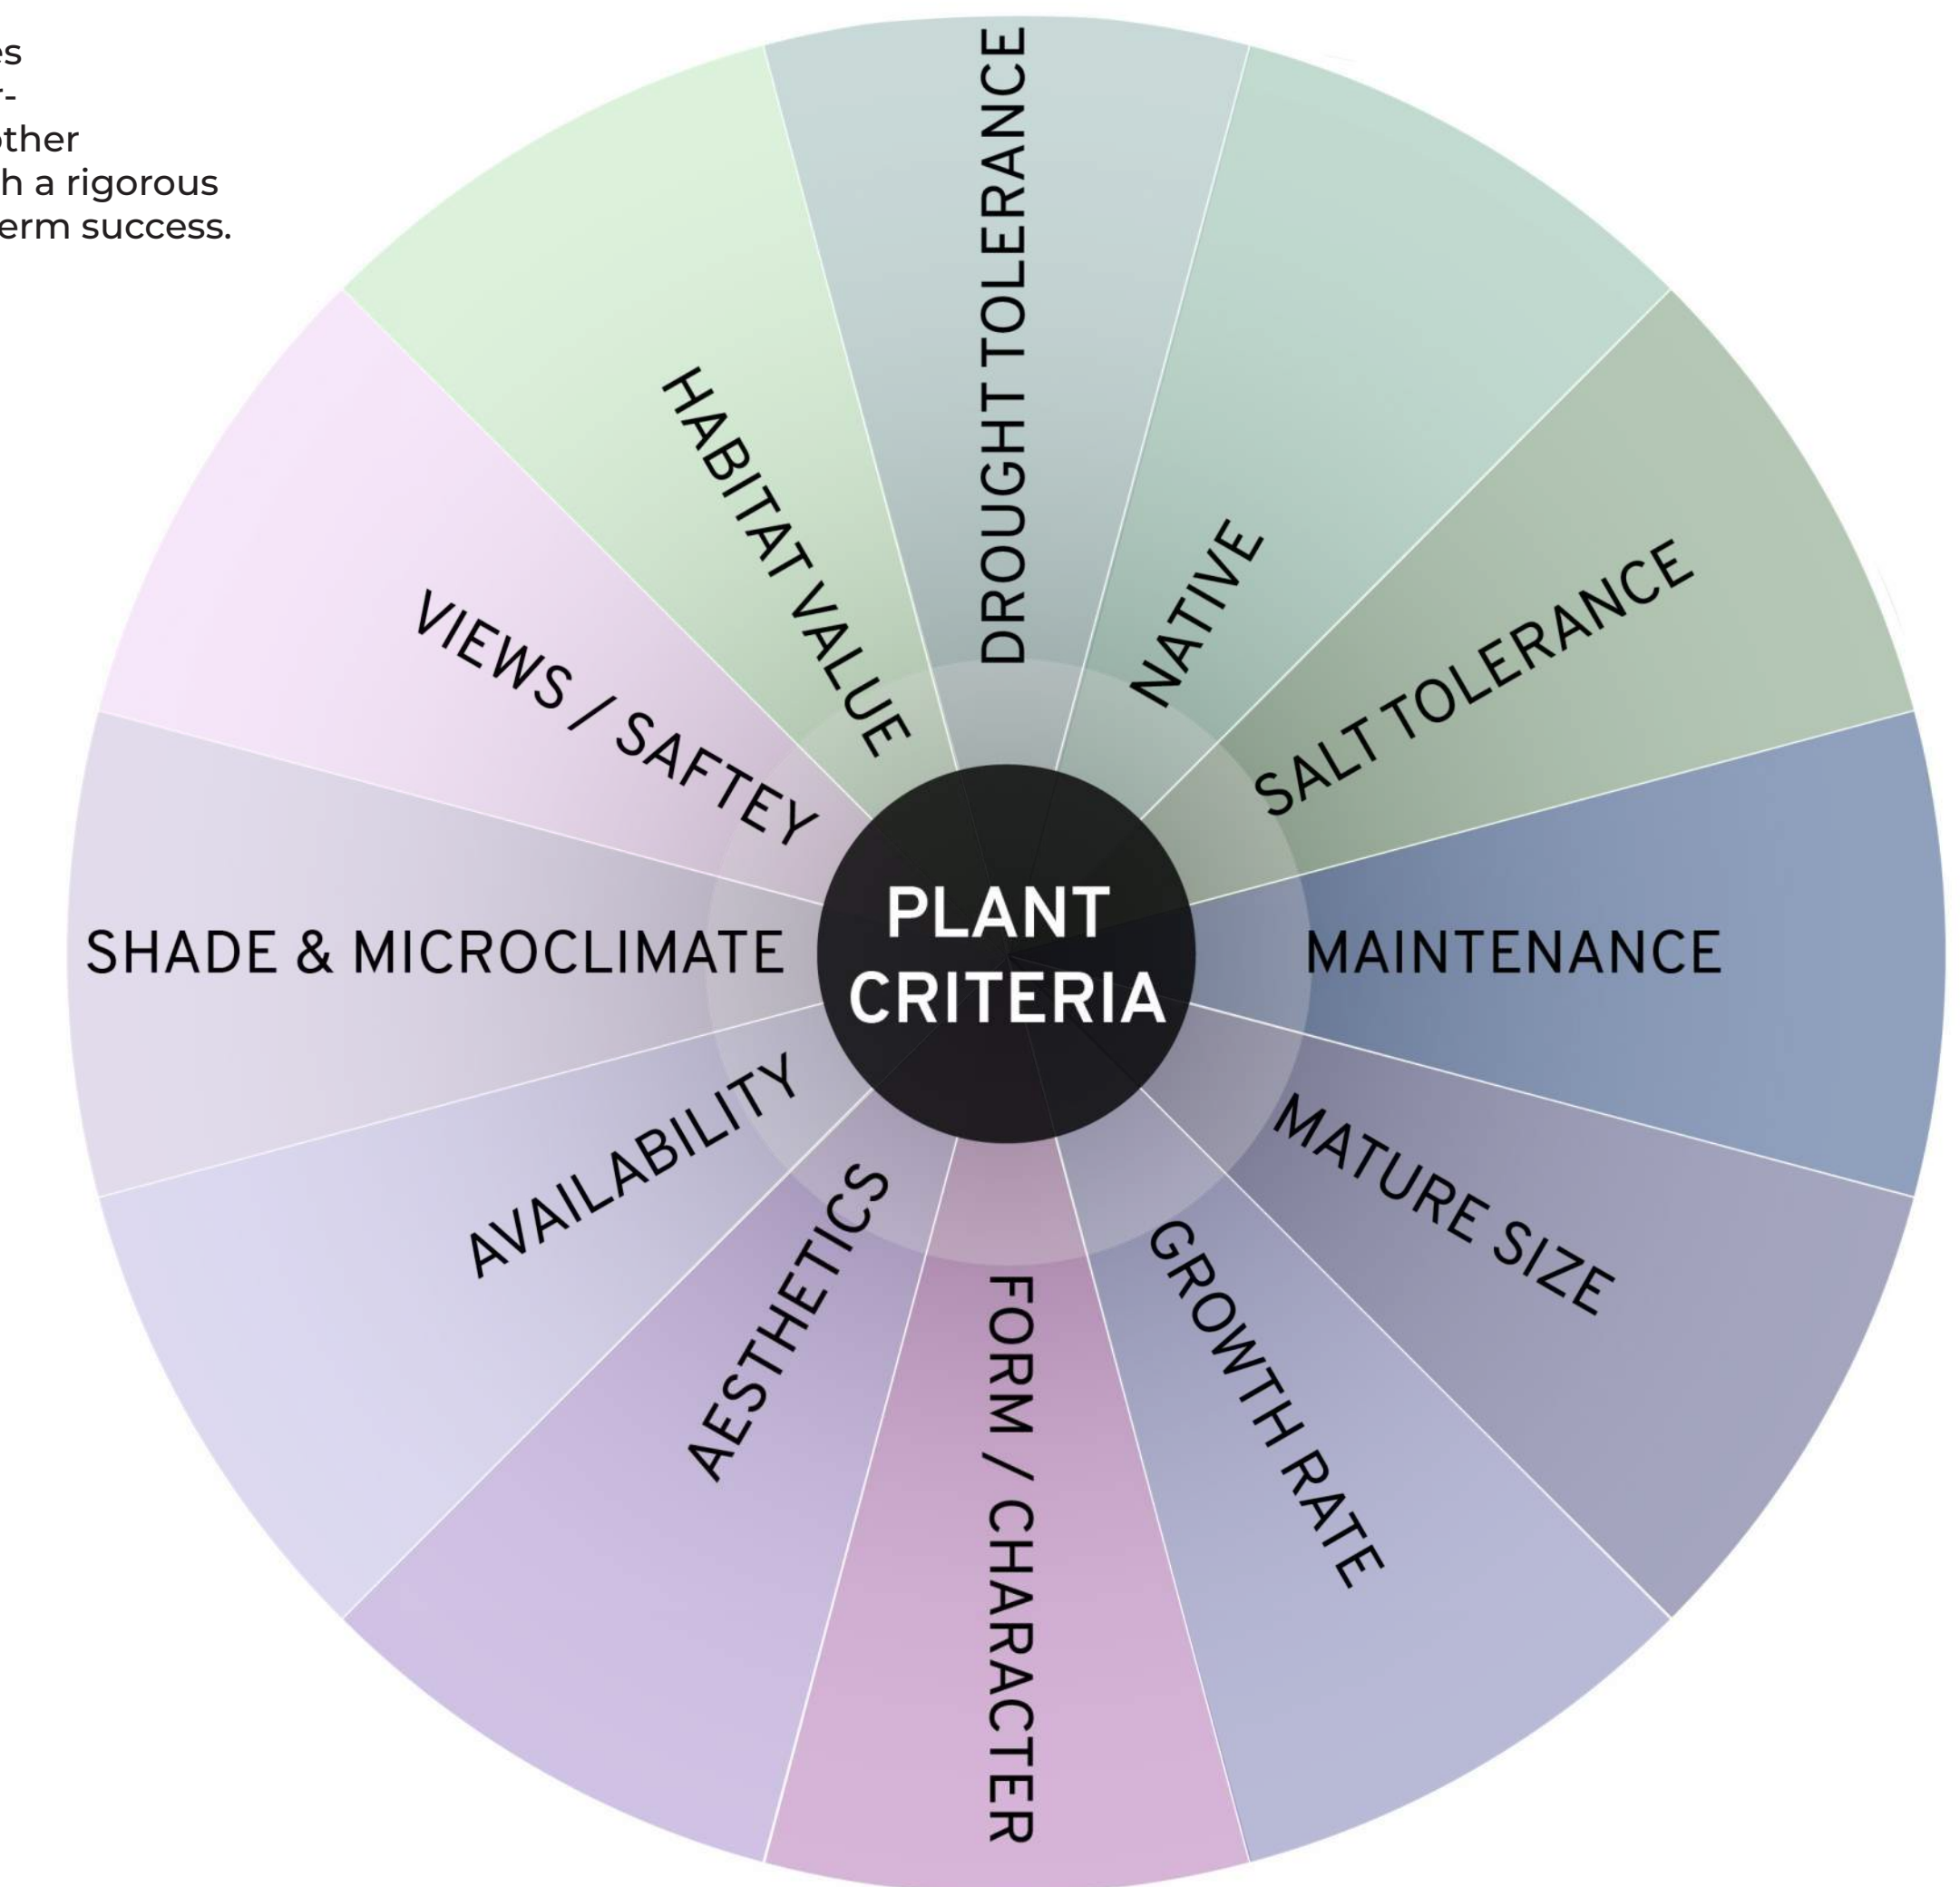 es
r-
other
h a rigorous
erm success.
DROUGHT TOLERANCE
NATIVE
SALT TOLERANCE
MAINTENANCE
MATURE SIZE
GROWTH RATE
FORM / CHARACTER
AESTHETICS
AVAILABILITY
SHADE & MICROCLIMATE
VIEWS / SAFTEY
HABITAT VALUE
PLANT
CRITERIA